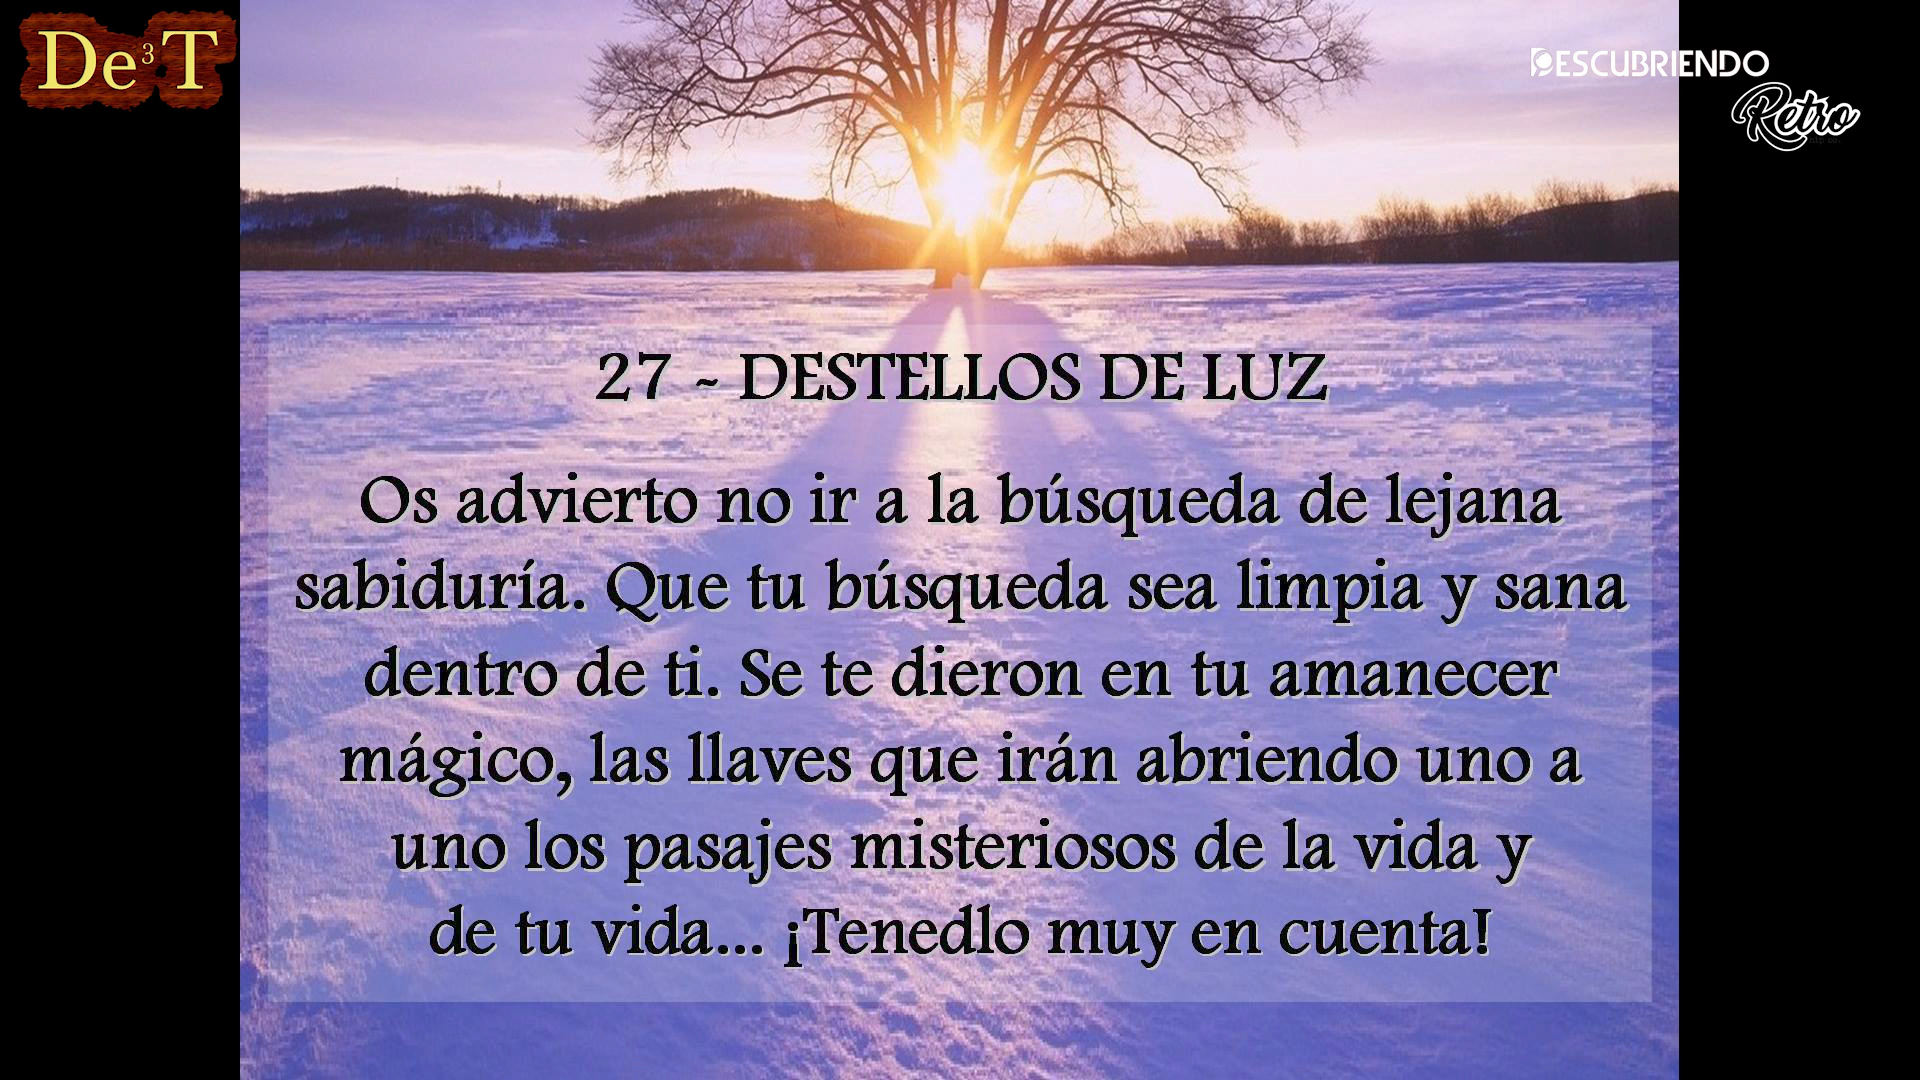 De³T
DESCUBRIENDO
Retro
27 ~ DESTELLOS DE LUZ
Os advierto no ir a la búsqueda de lejana
sabiduría. Que tu búsqueda sea limpia y sana
dentro de ti. Se te dieron en tu amanecer
mágico, las llaves que irán abriendo uno a
uno los pasajes misteriosos de la vida y
de tu vida... ¡Tenedlo muy en cuenta!